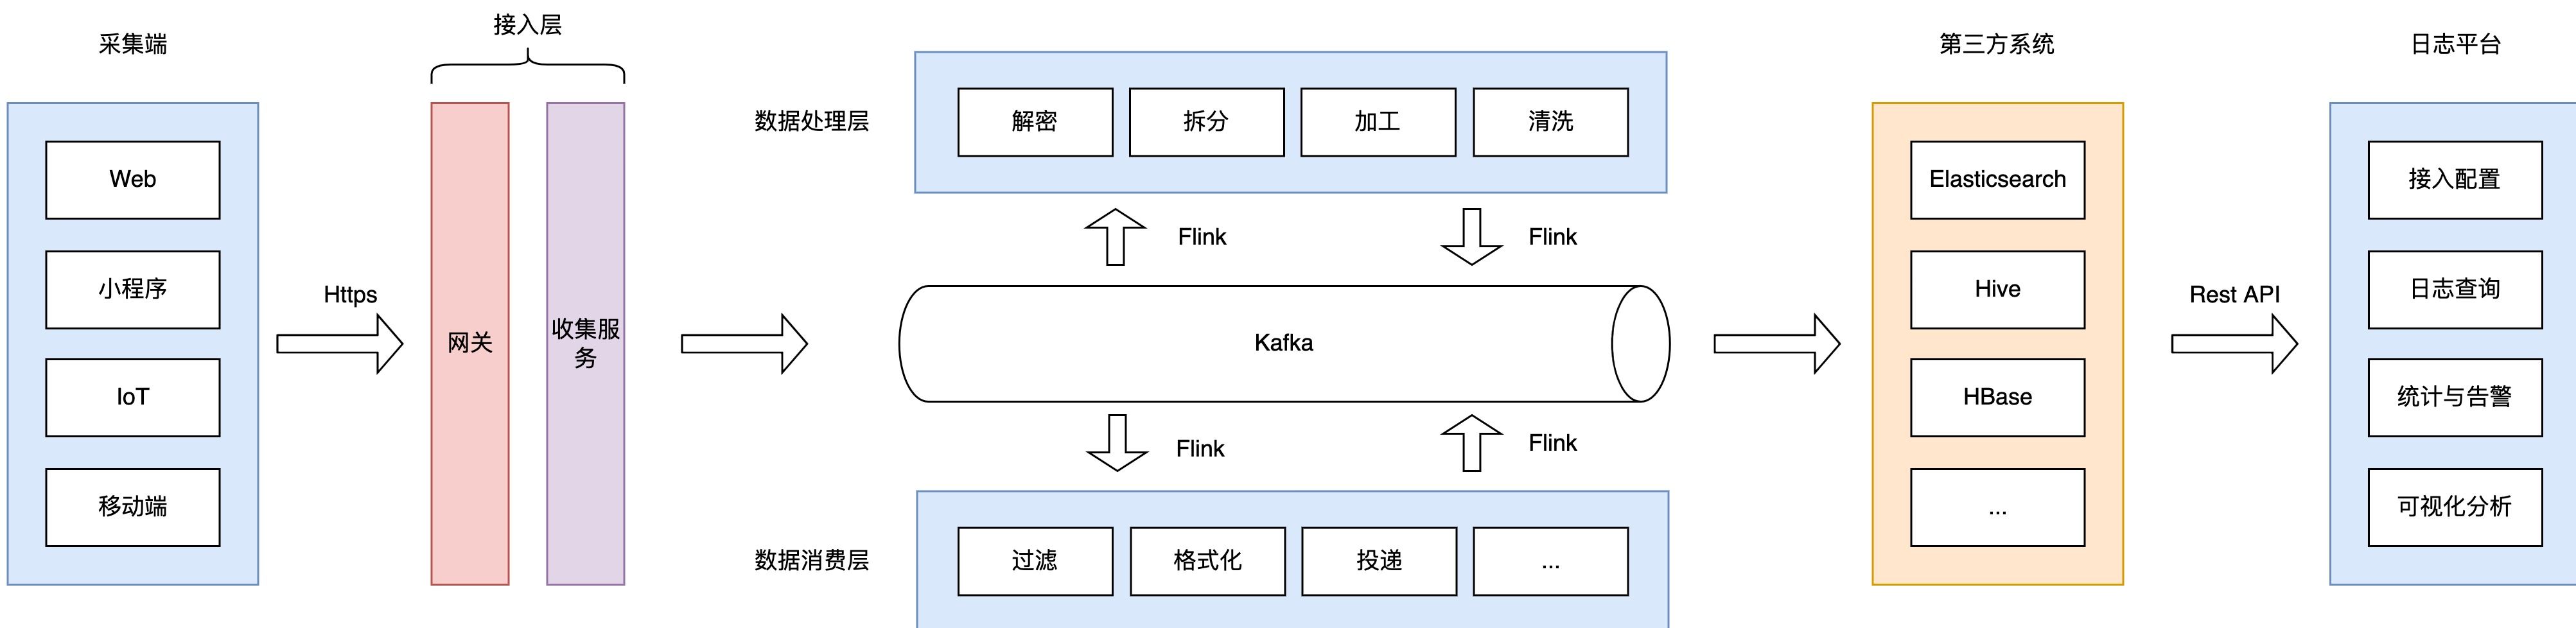 采集端
Web
小程序
IoT
移动端
Https
接入层
网关
收集服
务
数据处理层
解密
拆分
加工
清洗
Flink
Flink
Kafka
Flink
Flink
数据消费层
过滤
格式化
投递
...
第三方系统
Elasticsearch
Hive
HBase
...
Rest API
日志平台
接入配置
日志查询
统计与告警
可视化分析